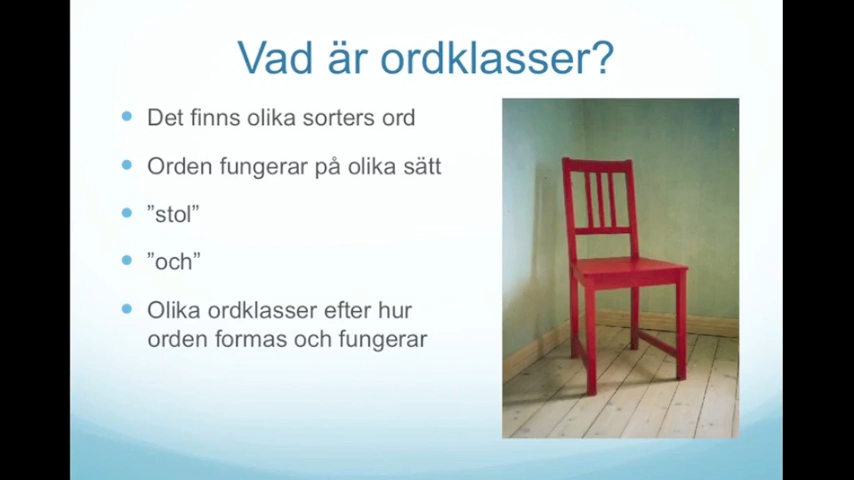 Vad är ordklasser?
Det finns olika sorters ord
Orden fungerar på olika sätt
”stol”
”och”
Olika ordklasser efter hur
orden formas och fungerar